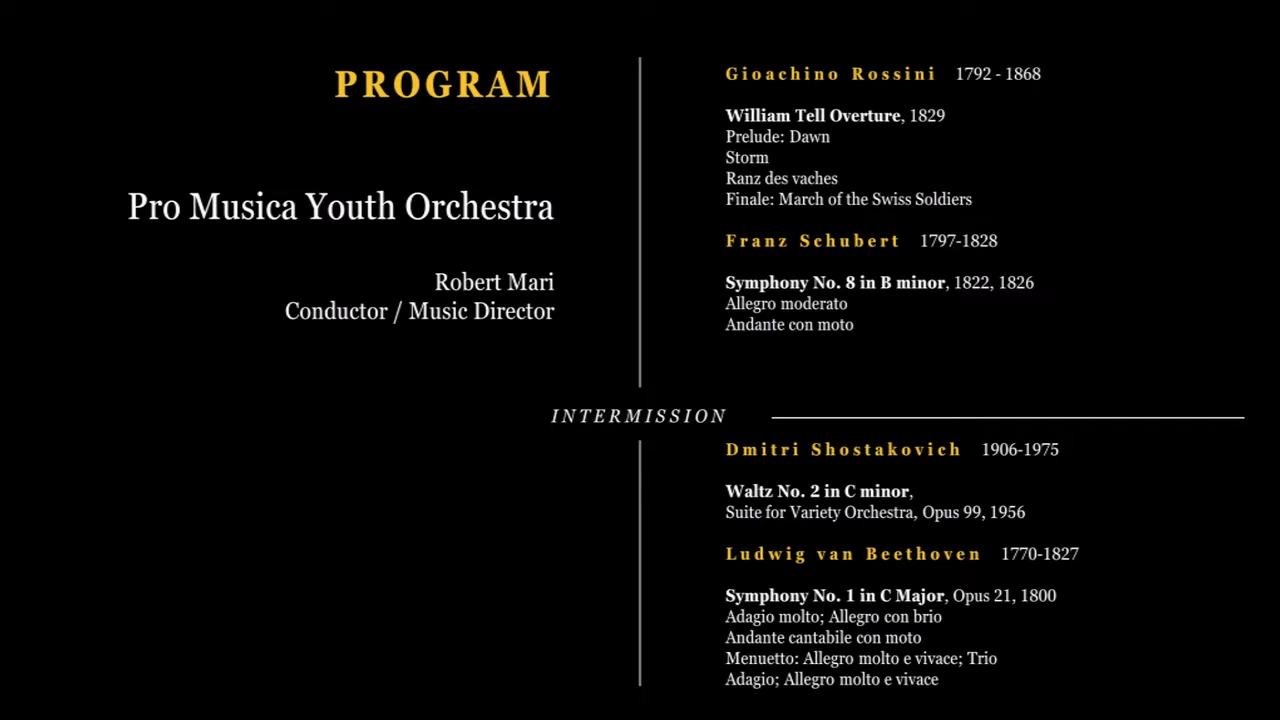 PROGRAM
Pro Musica Youth Orchestra
Robert Mari
Conductor / Music Director
Gioachino Rossini 1792 - 1868
William Tell Overture, 1829
Prelude: Dawn
Storm
Ranz des vaches
Finale: March of the Swiss Soldiers
Franz Schubert 1797-1828
Symphony No. 8 in B minor, 1822, 1826
Allegro moderato
Andante con moto
INTERMISSION
Dmitri Shostakovich 1906-1975
Waltz No. 2 in C minor,
Suite for Variety Orchestra, Opus 99, 1956
Ludwig van Beethoven 1770-1827
Symphony No. 1 in C Major, Opus 21, 1800
Adagio molto; Allegro con brio
Andante cantabile con moto
Menuetto: Allegro molto e vivace; Trio
Adagio; Allegro molto e vivace